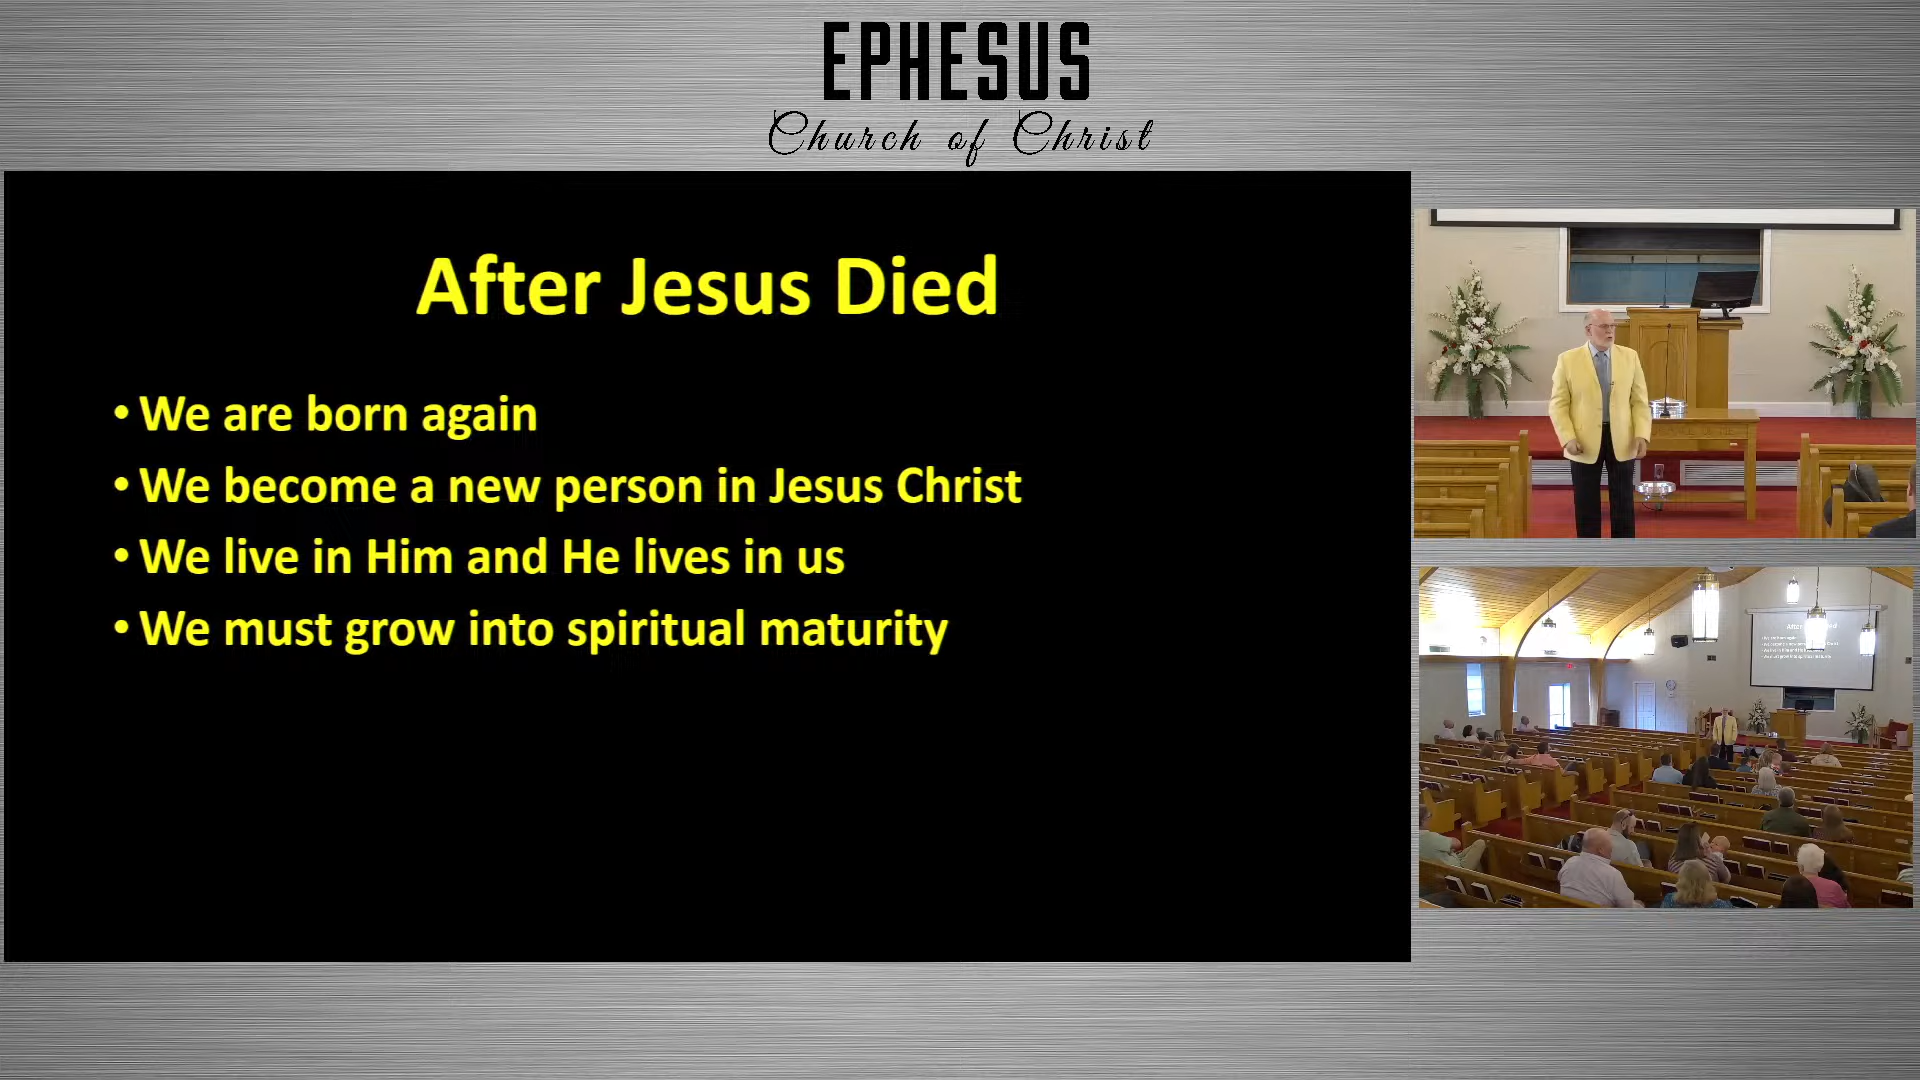 EPHESUS
Church of Christ
After Jesus Died
• We are born again
• We become a new person in Jesus Christ
• We live in Him and He lives in us
• We must grow into spiritual maturity